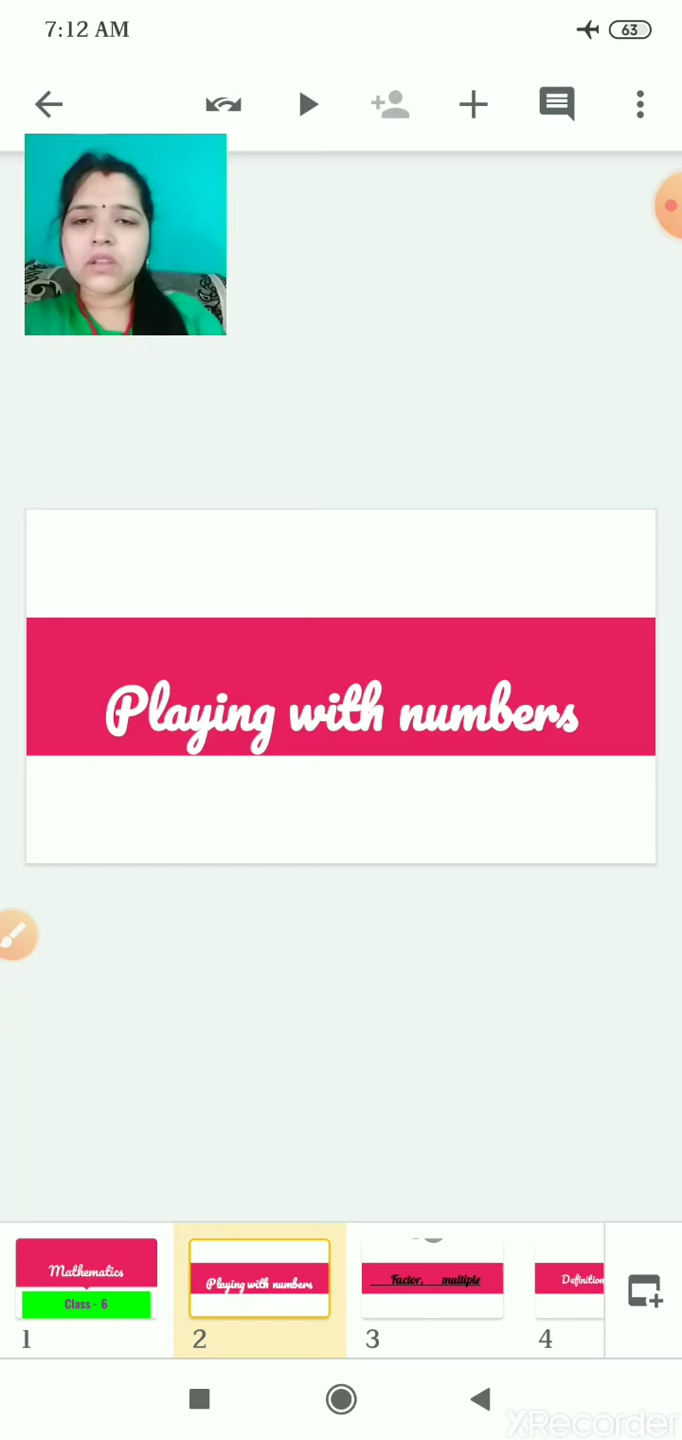 7:12 AM
63
Playing with numbers
Mathematics
Class - 6
Playing with numbers
Factor, multiple
Definition
1
2
3
4
XRecorder